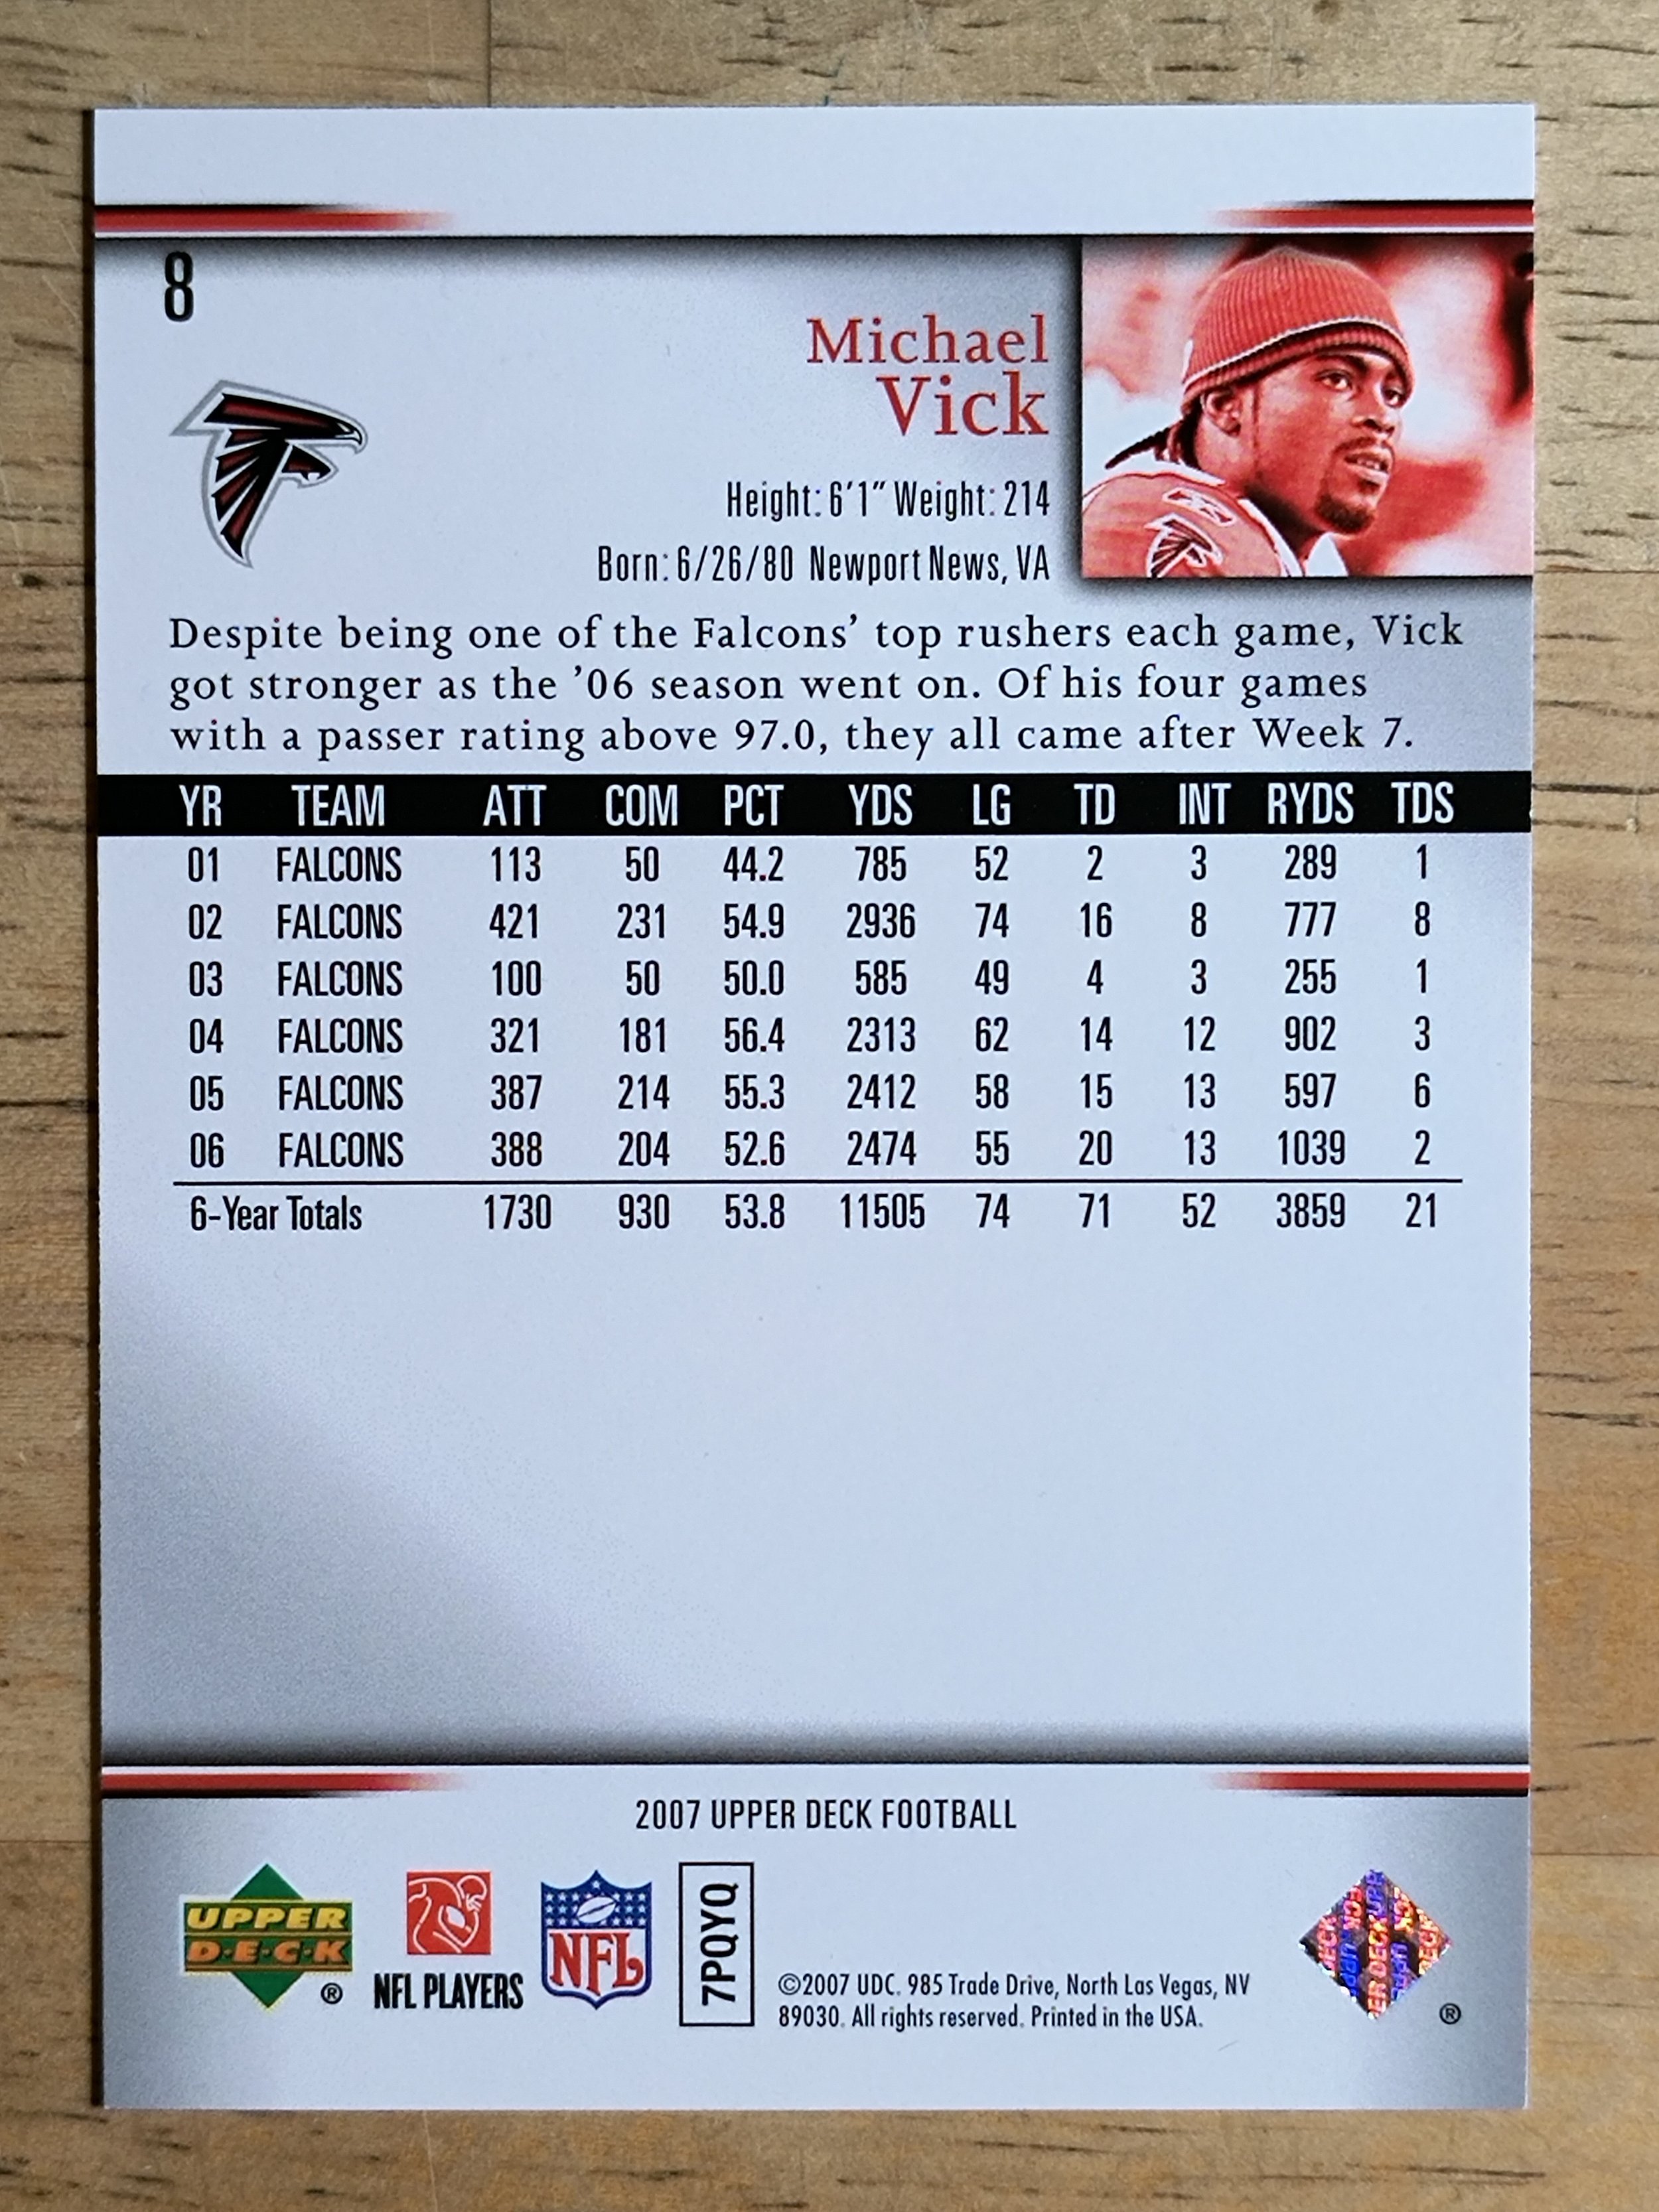 8
Michael
Vick
Height: 6'1" Weight: 214
Born: 6/26/80 Newport News, VA
Despite being one of the Falcons’ top rushers each game, Vick
got stronger as the ’06 season went on. Of his four games
with a passer rating above 97.0, they all came after Week 7.
YR TEAM ATT COM PCT YDS LG TD INT RYDS TDS
01 FALCONS 113 50 44.2 785 52 2 3 289 1
02 FALCONS 421 231 54.9 2936 74 16 8 777 8
03 FALCONS 100 50 50.0 585 49 4 3 255 1
04 FALCONS 321 181 56.4 2313 62 14 12 902 3
05 FALCONS 387 214 55.3 2412 58 15 13 597 6
06 FALCONS 388 204 52.6 2474 55 20 13 1039 2
6-Year Totals 1730 930 53.8 11505 74 71 52 3859 21
2007 UPPER DECK FOOTBALL
UPPER
D·E·C·K
®
NFL PLAYERS
NFL
7PQYQ
©2007 UDC. 985 Trade Drive, North Las Vegas, NV
89030. All rights reserved. Printed in the USA.
®